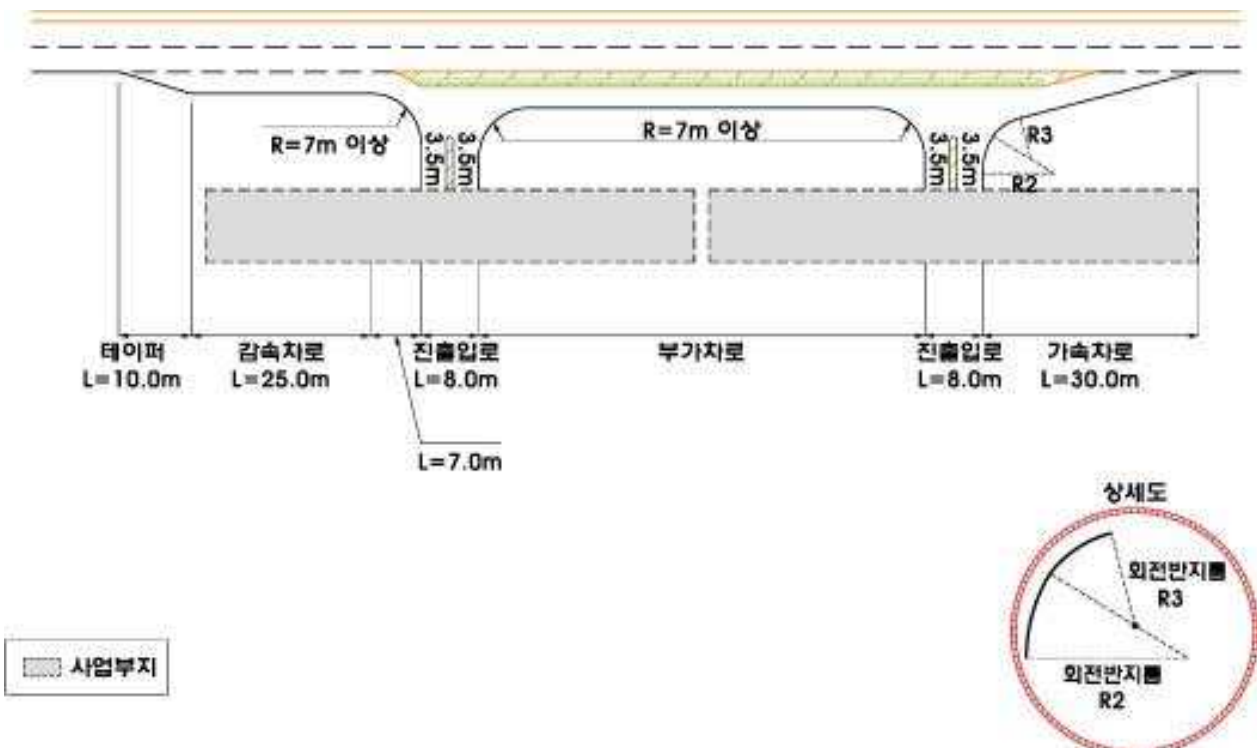 R=7m 이상
3.5m
3.5m
R=7m 이상
3.5m
3.5m
R3
R2
테이퍼
L=10.0m
감속차로
L=25.0m
진출입로
L=8.0m
부가차로
진출입로
L=8.0m
가속차로
L=30.0m
L=7.0m
상세도
회전반지
R3
회전반지
R2
사업부지